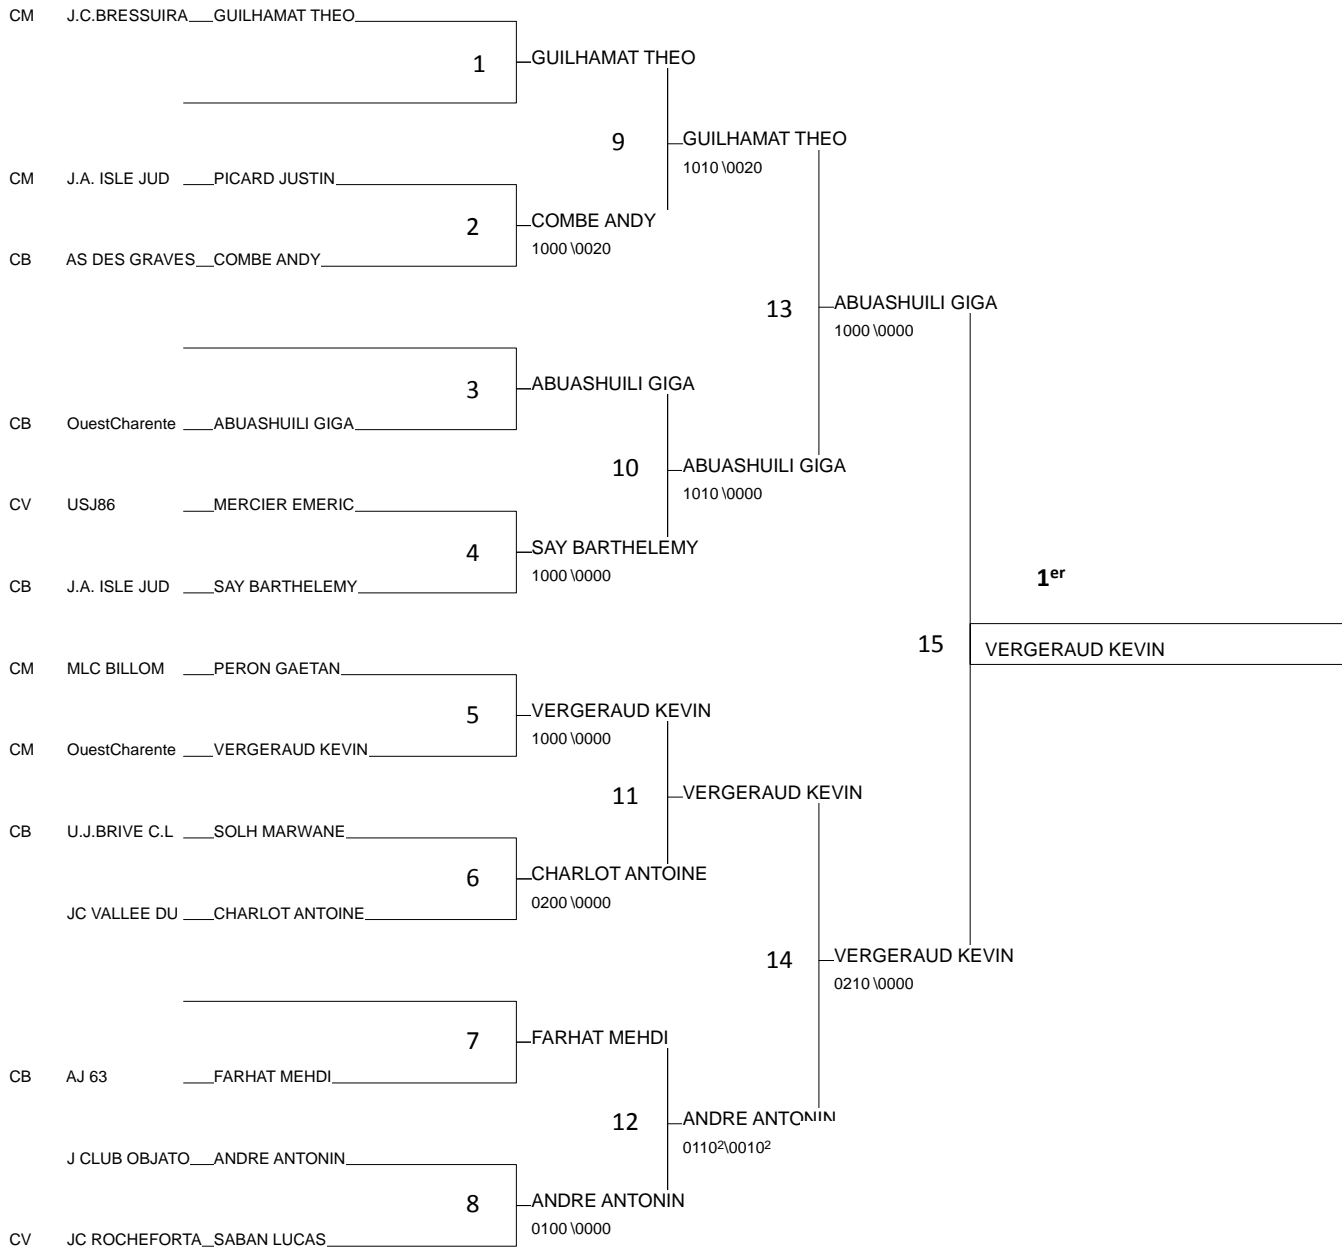 CM J.C.BRESSUIRA GUILHAMAT THEO
1 GUILHAMAT THEO
9 GUILHAMAT THEO
1010 \0020
CM J.A. ISLE JUD PICARD JUSTIN
2 COMBE ANDY
1000 \0020
CB AS DES GRAVES COMBE ANDY
13 ABUASHUILI GIGA
1000 \0000
3 ABUASHUILI GIGA
CB OuestCharente ABUASHUILI GIGA
10 ABUASHUILI GIGA
1010 \0000
CV USJ86 MERCIER EMERIC
4 SAY BARTHELEMY
1000 \0000
CB J.A. ISLE JUD SAY BARTHELEMY
1er
15 VERGERAUD KEVIN
CM MLC BILLOM PERON GAETAN
5 VERGERAUD KEVIN
1000 \0000
CM OuestCharente VERGERAUD KEVIN
11 VERGERAUD KEVIN
CB U.J.BRIVE C.L SOLH MARWANE
6 CHARLOT ANTOINE
0200 \0000
JC VALLEE DU CHARLOT ANTOINE
14 VERGERAUD KEVIN
0210 \0000
7 FARHAT MEHDI
CB AJ 63 FARHAT MEHDI
12 ANDRE ANTONIN
0110²\0010²
J CLUB OBJATO ANDRE ANTONIN
8 ANDRE ANTONIN
0100 \0000
CV JC ROCHEFORTA SABAN LUCAS